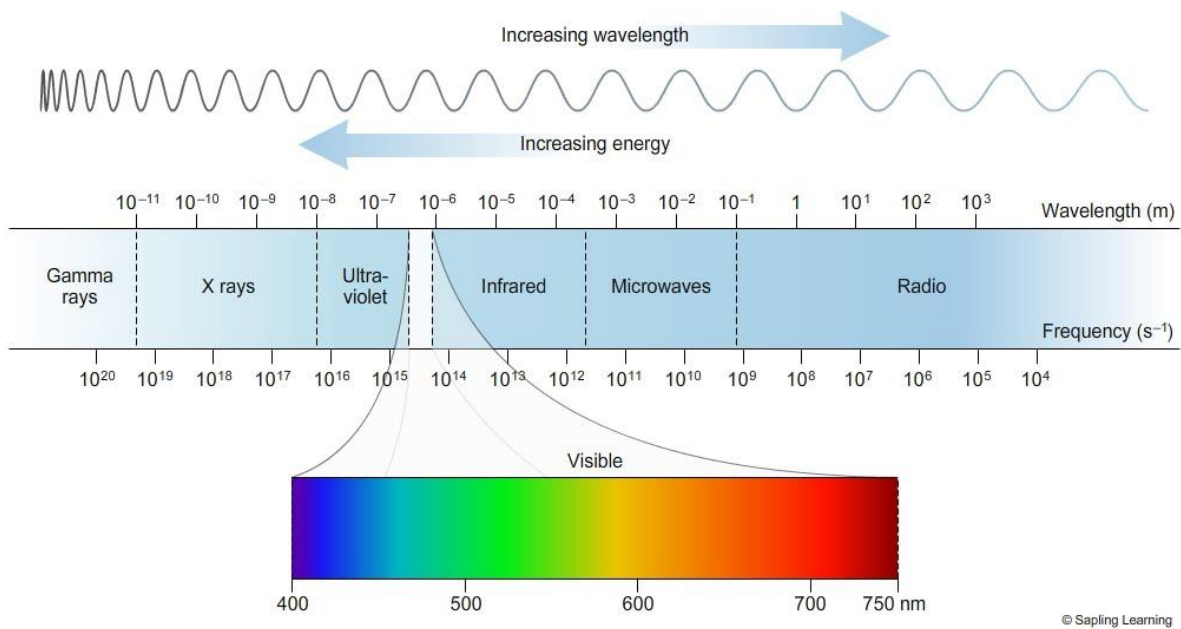 Increasing wavelength
Increasing energy
10⁻¹¹ 10⁻¹⁰ 10⁻⁹ 10⁻⁸ 10⁻⁷ 10⁻⁶ 10⁻⁵ 10⁻⁴ 10⁻³ 10⁻² 10⁻¹ 1 10¹ 10² 10³ Wavelength (m)
Gamma
rays
X rays
Ultra-
violet
Infrared
Microwaves
Radio
Frequency (s⁻¹)
10²⁰ 10¹⁹ 10¹⁸ 10¹⁷ 10¹⁶ 10¹⁵ 10¹⁴ 10¹³ 10¹² 10¹¹ 10¹⁰ 10⁹ 10⁸ 10⁷ 10⁶ 10⁵ 10⁴
Visible
400 500 600 700 750 nm
© Sapling Learning